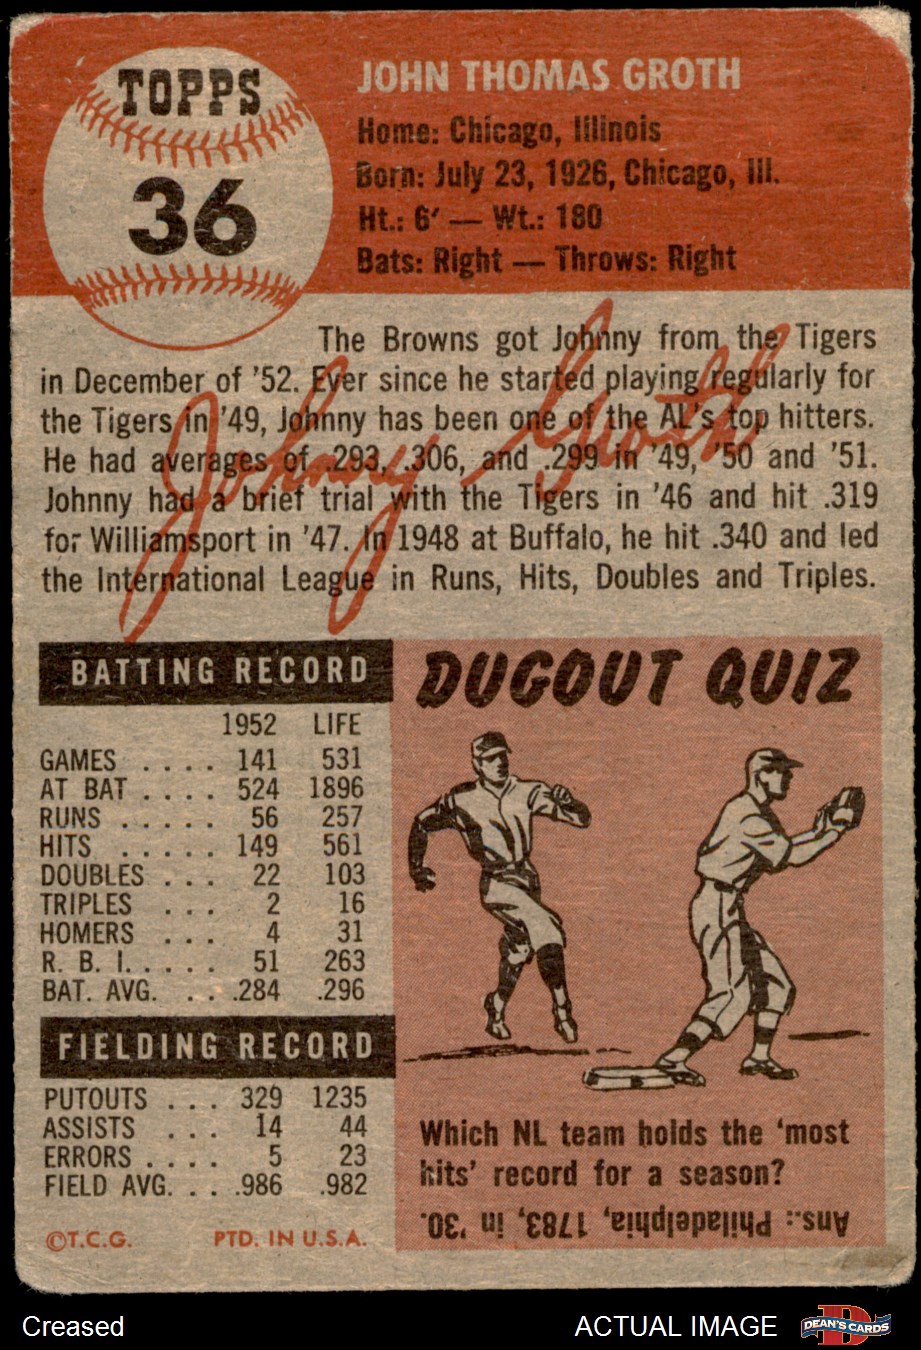 TOPPS
36
JOHN THOMAS GROTH
Home: Chicago, Illinois
Born: July 23, 1926, Chicago, Ill.
Ht.: 6′ — Wt.: 180
Bats: Right — Throws: Right
The Browns got Johnny from the Tigers
in December of '52. Ever since he started playing regularly for
the Tigers in '49, Johnny has been one of the AL's top hitters.
He had averages of .293, .306, and .299 in '49, '50 and '51.
Johnny had a brief trial with the Tigers in '46 and hit .319
for Williamsport in '47. In 1948 at Buffalo, he hit .340 and led
the International League in Runs, Hits, Doubles and Triples.
Johnny Groth
BATTING RECORD
1952 LIFE
GAMES . . . . 141 531
AT BAT . . . . 524 1896
RUNS . . . . . 56 257
HITS . . . . . 149 561
DOUBLES . . . 22 103
TRIPLES . . . 2 16
HOMERS . . . 4 31
R. B. I. . . . . 51 263
BAT. AVG. . . .284 .296
FIELDING RECORD
PUTOUTS . . . 329 1235
ASSISTS . . . 14 44
ERRORS . . . . 5 23
FIELD AVG. . . .986 .982
©T.C.G. PTD. IN U.S.A.
DUGOUT QUIZ
Which NL team holds the 'most
hits' record for a season?
Ans.: Philadelphia, 1783, in '30.
Creased
ACTUAL IMAGE
D
DEAN'S CARDS